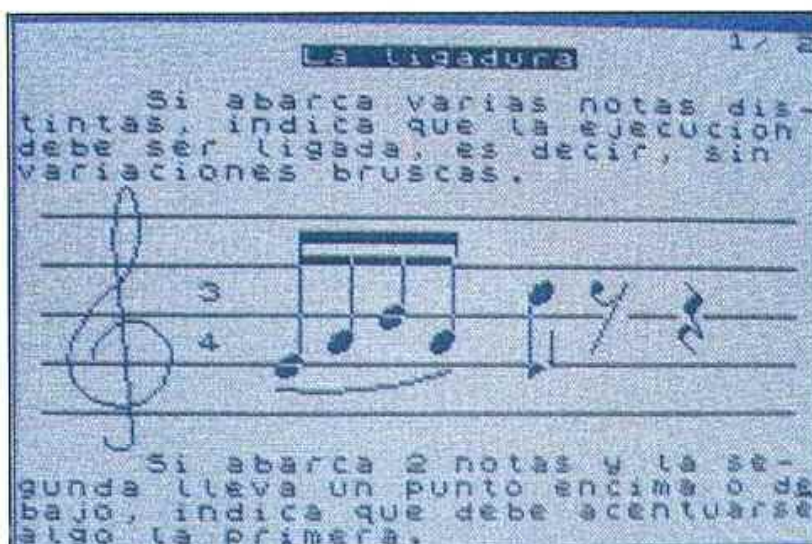 1/
La ligadura
Si abarca varias notas dis-
tintas, indica que la ejecucion
debe ser ligada, es decir, sin
variaciones bruscas.
3
4
Si abarca 2 notas y la se-
gunda lleva un punto encima o de
bajo, indica que debe acentuarse
algo la primera.